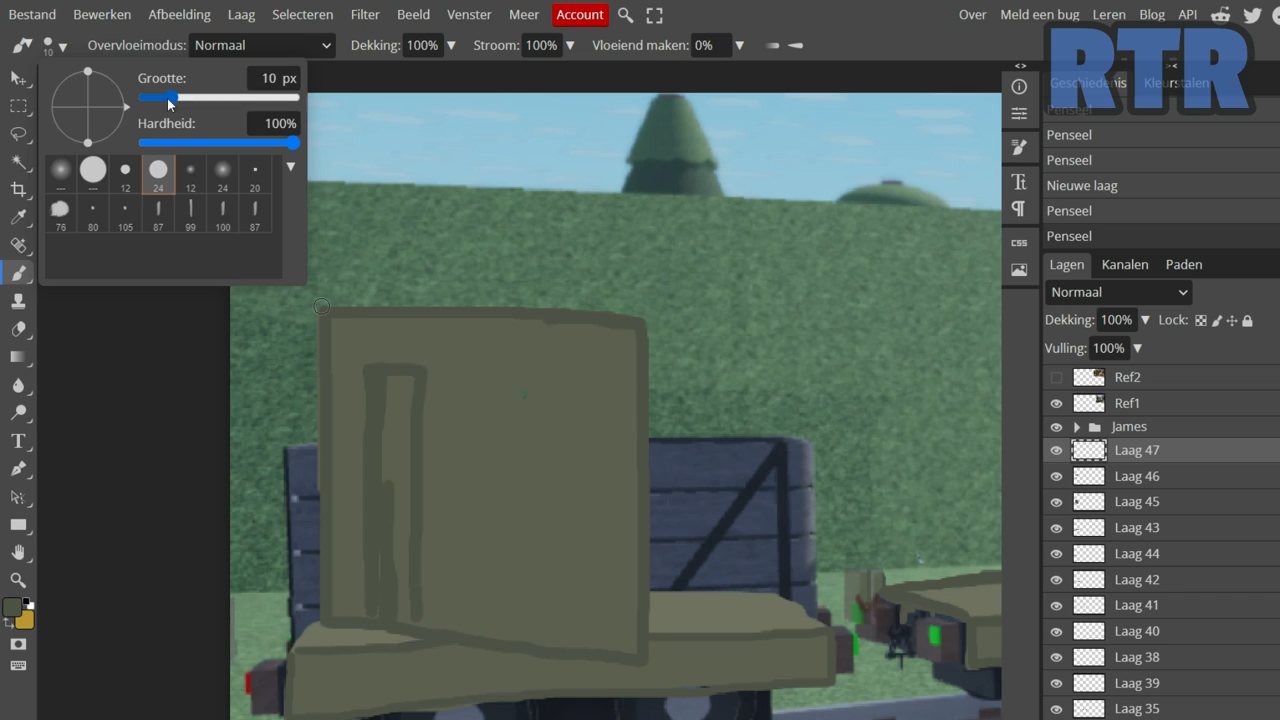 Bestand Bewerken Afbeelding Laag Selecteren Filter Beeld Venster Meer Account Over Meld een bug Leren Blog API
10 Overvloeimodus: Normaal Dekking: 100% Stroom: 100% Vloeiend maken: 0%
RTR
Grootte: 10 px
Hardheid: 100%
--- --- 12 24 12 24 20
76 80 105 87 99 100 87
Geschiedenis Kleurstalen
Penseel
Penseel
Penseel
Nieuwe laag
Penseel
Penseel
CSS
Lagen Kanalen Paden
Normaal
Dekking: 100% Lock:
Vulling: 100%
Ref2
Ref1
James
Laag 47
Laag 46
Laag 45
Laag 43
Laag 44
Laag 42
Laag 41
Laag 40
Laag 38
Laag 39
Laag 35